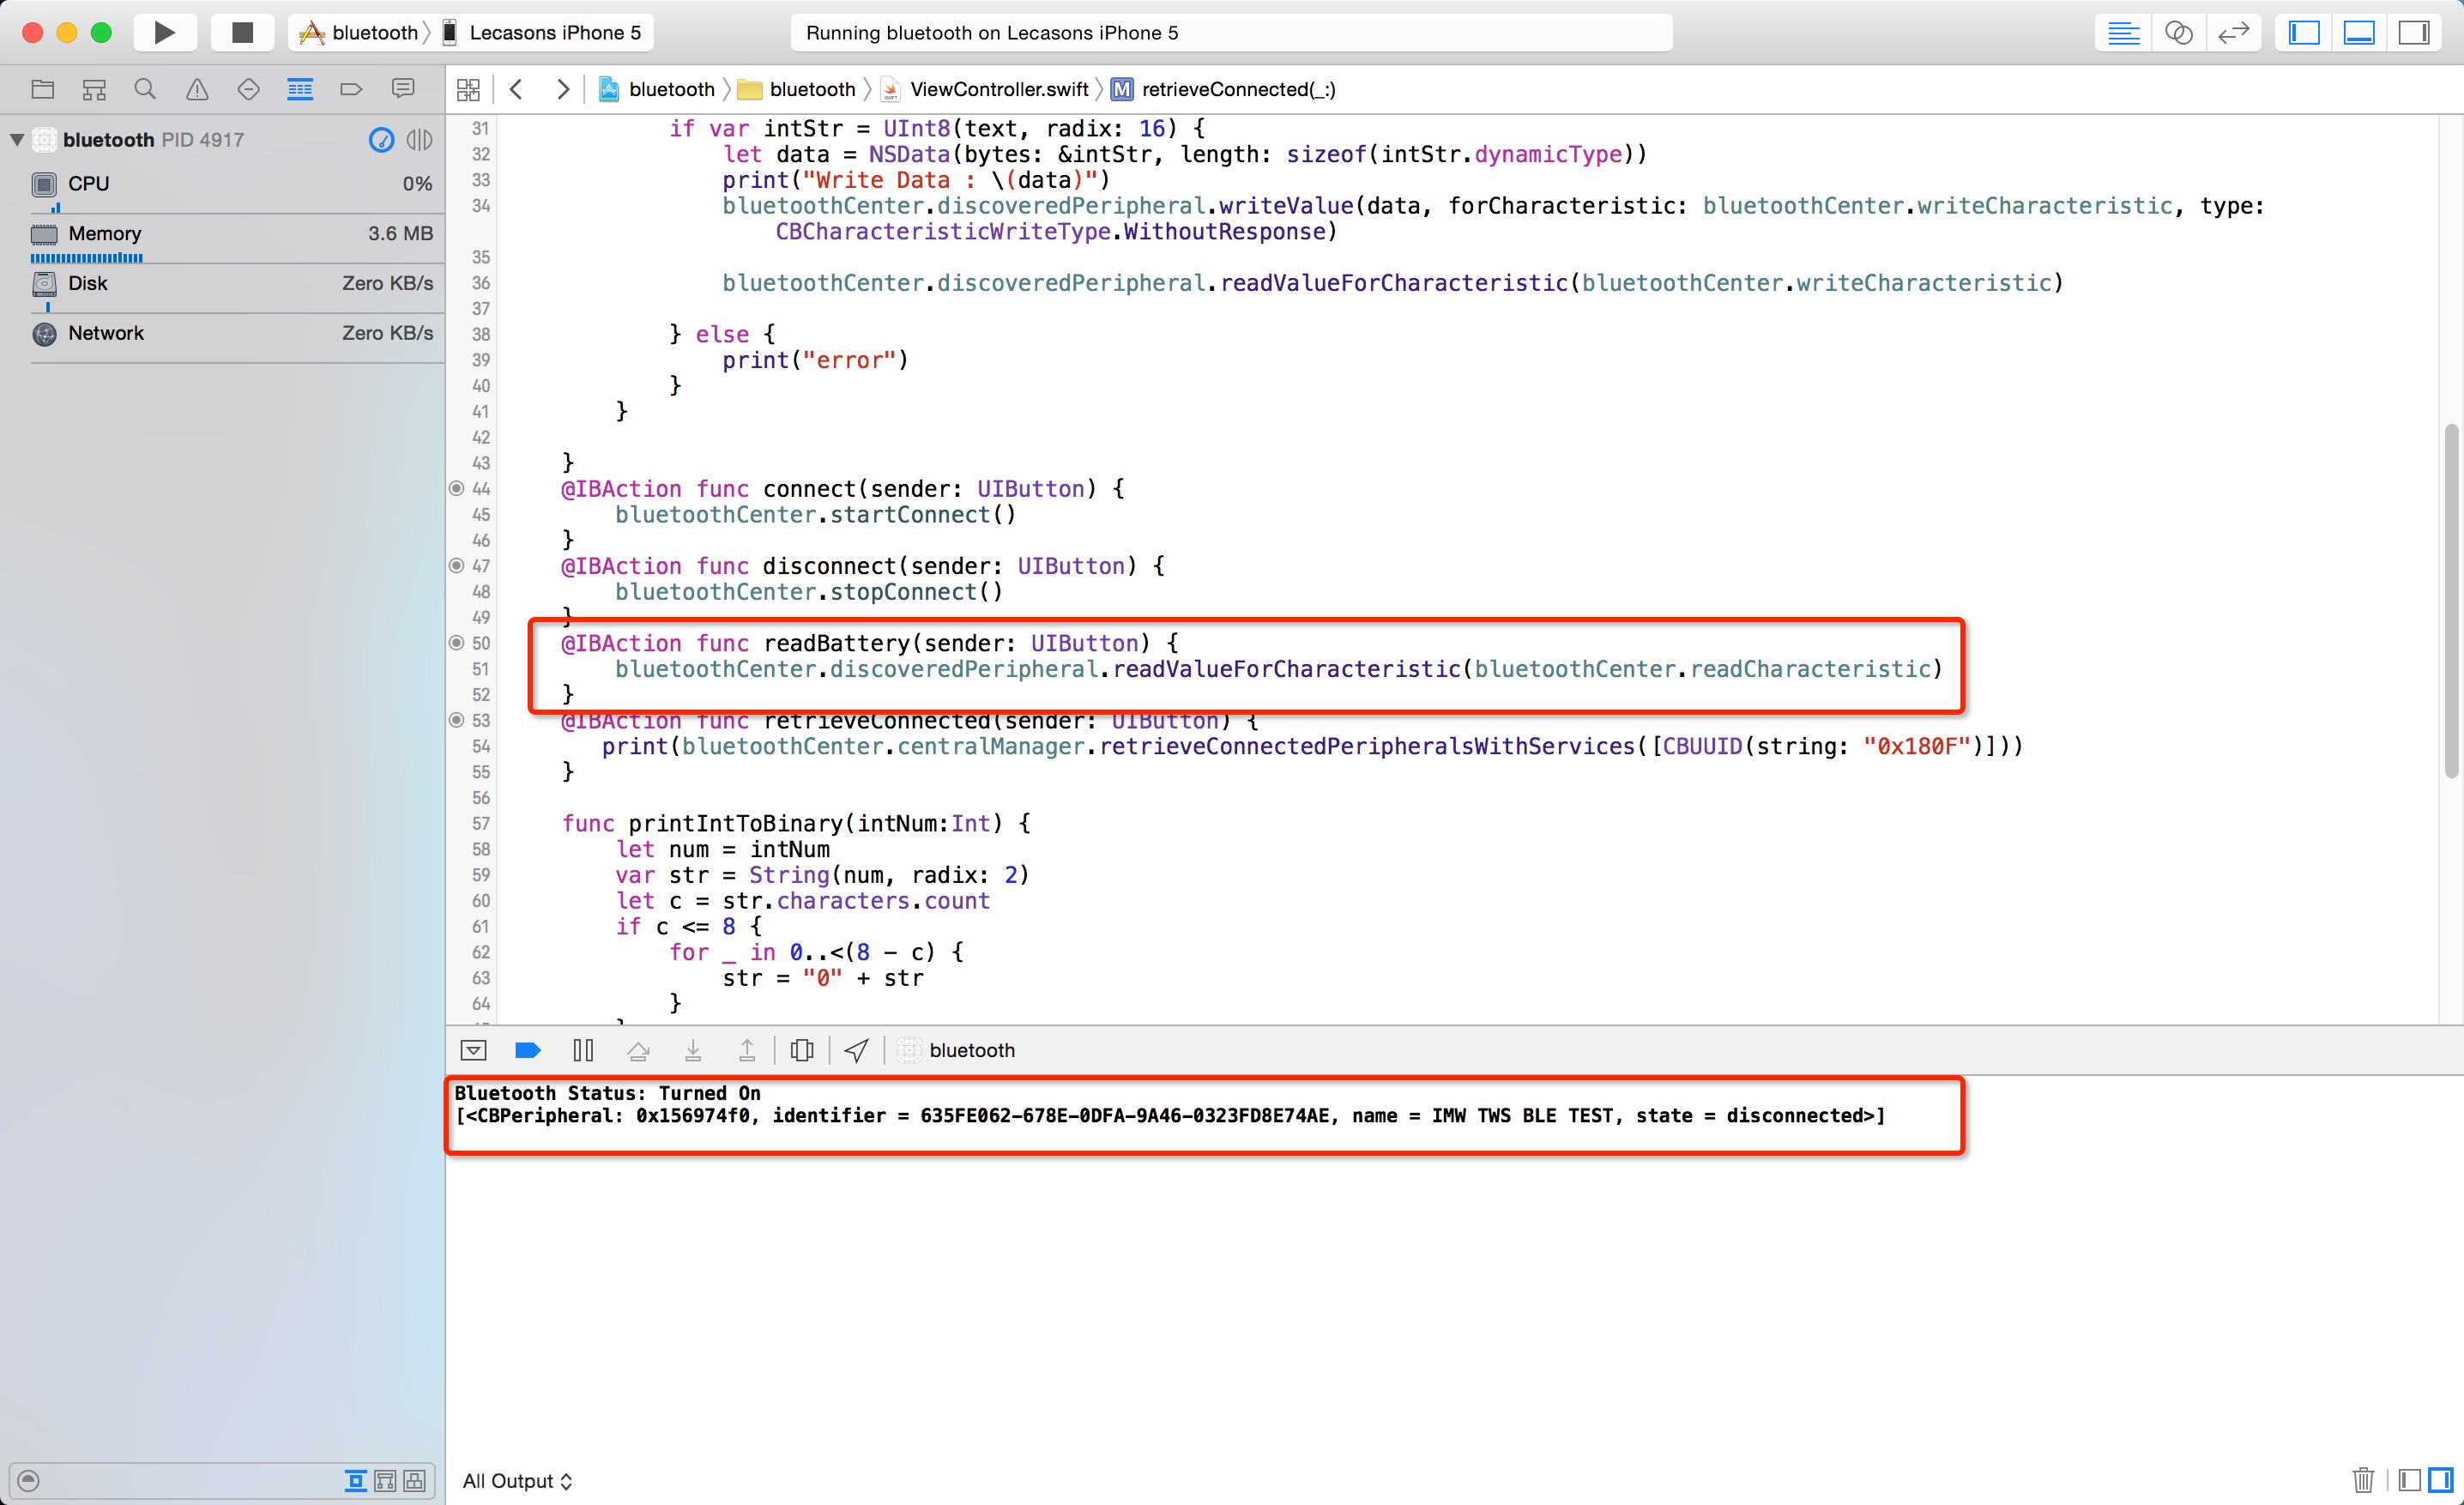 bluetooth Lecasons iPhone 5
Running bluetooth on Lecasons iPhone 5
bluetooth bluetooth ViewController.swift M retrieveConnected(_:)
bluetooth PID 4917
CPU 0%
Memory 3.6 MB
Disk Zero KB/s
Network Zero KB/s
31 if var intStr = UInt8(text, radix: 16) {
32 let data = NSData(bytes: &intStr, length: sizeof(intStr.dynamicType))
33 print("Write Data : \(data)")
34 bluetoothCenter.discoveredPeripheral.writeValue(data, forCharacteristic: bluetoothCenter.writeCharacteristic, type:
CBCharacteristicWriteType.WithoutResponse)
35
36 bluetoothCenter.discoveredPeripheral.readValueForCharacteristic(bluetoothCenter.writeCharacteristic)
37
38 } else {
39 print("error")
40 }
41 }
42
43 }
44 @IBAction func connect(sender: UIButton) {
45 bluetoothCenter.startConnect()
46 }
47 @IBAction func disconnect(sender: UIButton) {
48 bluetoothCenter.stopConnect()
49 }
50 @IBAction func readBattery(sender: UIButton) {
51 bluetoothCenter.discoveredPeripheral.readValueForCharacteristic(bluetoothCenter.readCharacteristic)
52 }
53 @IBAction func retrieveConnected(sender: UIButton) {
54 print(bluetoothCenter.centralManager.retrieveConnectedPeripheralsWithServices([CBUUID(string: "0x180F")]))
55 }
56
57 func printIntToBinary(intNum:Int) {
58 let num = intNum
59 var str = String(num, radix: 2)
60 let c = str.characters.count
61 if c <= 8 {
62 for _ in 0..<(8 - c) {
63 str = "0" + str
64 }
bluetooth
Bluetooth Status: Turned On
[<CBPeripheral: 0x156974f0, identifier = 635FE062-678E-0DFA-9A46-0323FD8E74AE, name = IMW TWS BLE TEST, state = disconnected>]
All Output